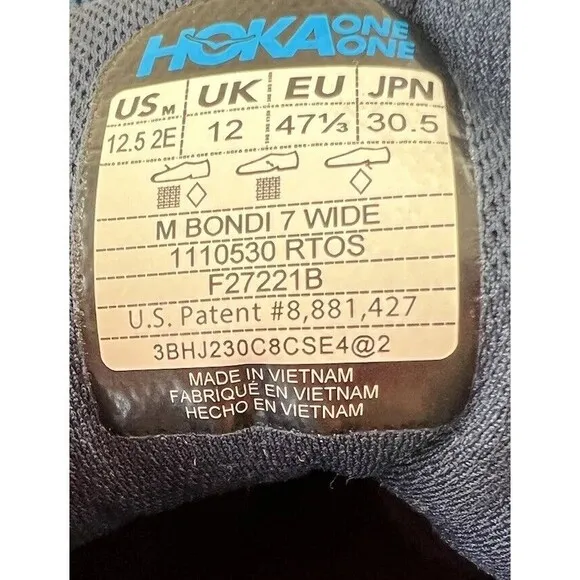 HOKA ONE ONE
US M UK EU JPN
12.5 2E 12 47⅓ 30.5
M BONDI 7 WIDE
1110530 RTOS
F27221B
U.S. Patent #8,881,427
3BHJ230C8CSE4@2
MADE IN VIETNAM
FABRIQUÉ EN VIETNAM
HECHO EN VIETNAM